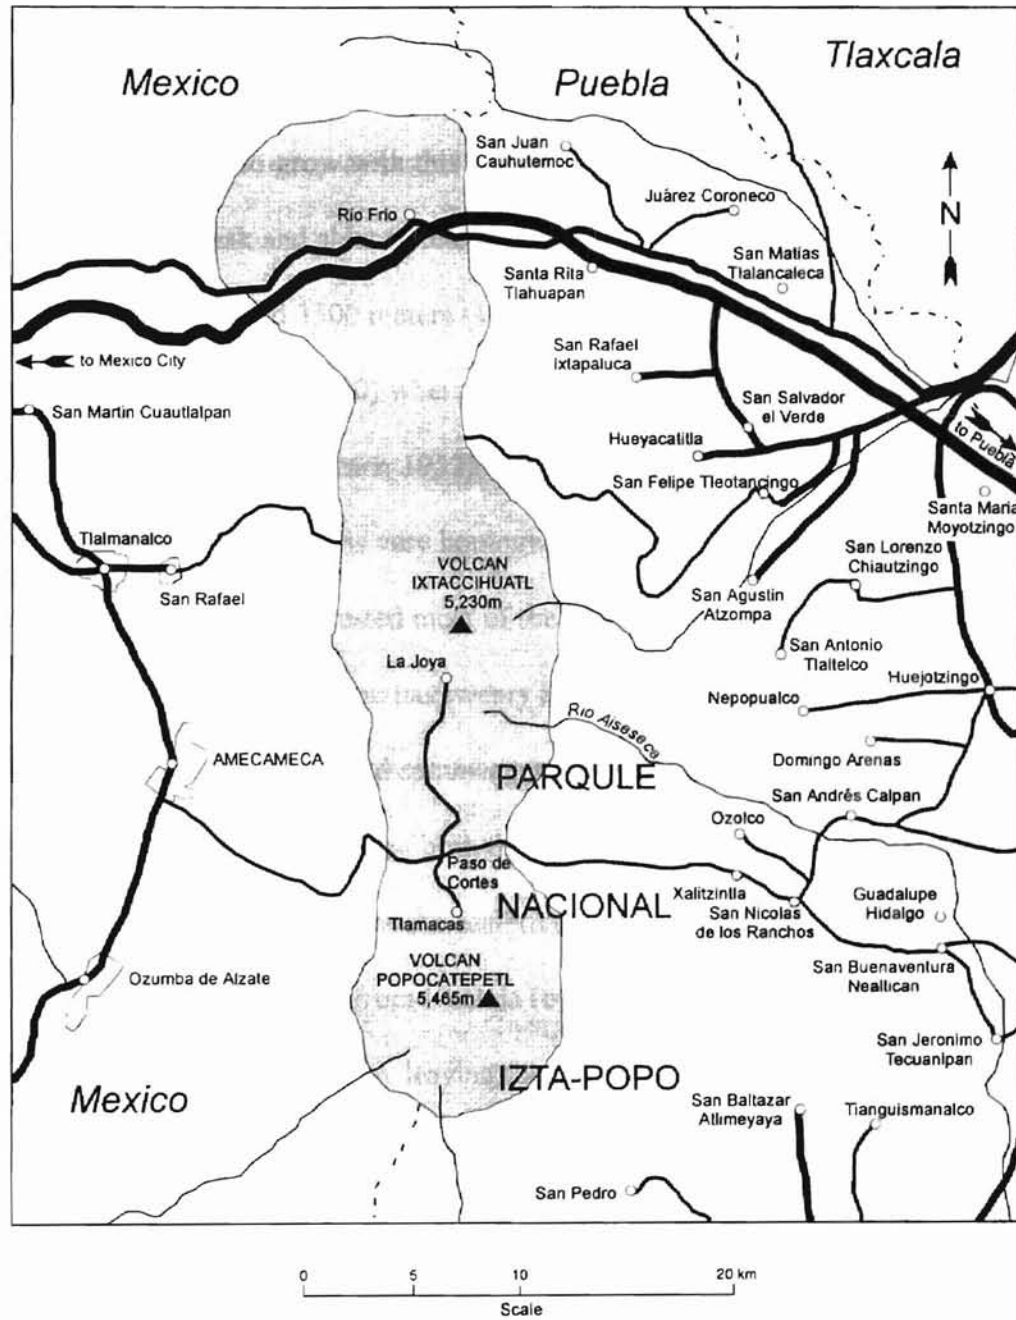 Mexico
Puebla
Tlaxcala
San Juan
Cauhutemoc
Juárez Coroneco
N
Rio Frio
San Matias
Tlalancaleca
Santa Rita
Tlahuapan
to Mexico City
San Rafael
Ixtapaluca
San Martin Cuautlalpan
San Salvador
el Verde
Hueyacatitla
to Puebla
San Felipe Tleotancingo
Santa Maria
Moyotzingo
Tlalmanalco
San Rafael
VOLCAN
IXTACCIHUATL
5,230m
San Lorenzo
Chiautzingo
San Agustin
Atzompa
La Joya
San Antonio
Tlaltelco
Huejotzingo
Nepopualco
Rio Aiseseca
AMECAMECA
PARQULE
Domingo Arenas
San Andrés Calpan
Ozolco
Paso de
Cortes
Xalitzintla
NACIONAL
San Nicolas
de los Ranchos
Guadalupe
Hidalgo
Tlamacas
VOLCAN
POPOCATEPETL
5,465m
Ozumba de Alzate
San Buenaventura
Nealtican
San Jeronimo
Tecuanipan
IZTA-POPO
Mexico
San Baltazar
Atlimeyaya
Tianguismanalco
San Pedro
0 5 10 20 km
Scale